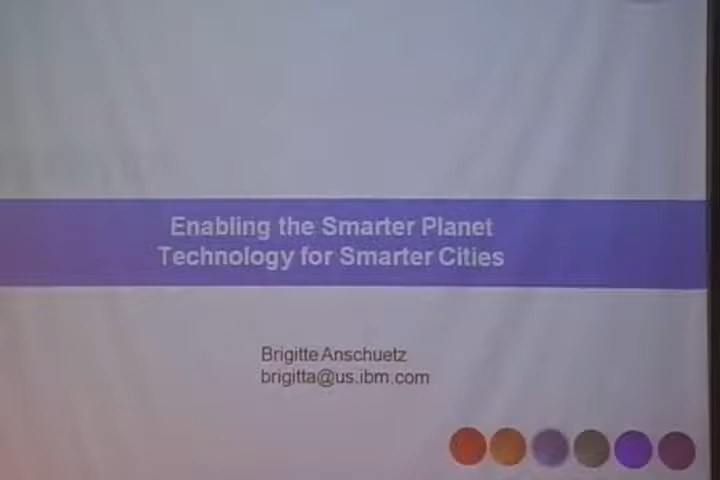 Enabling the Smarter Planet
Technology for Smarter Cities
Brigitte Anschuetz
brigitta@us.ibm.com